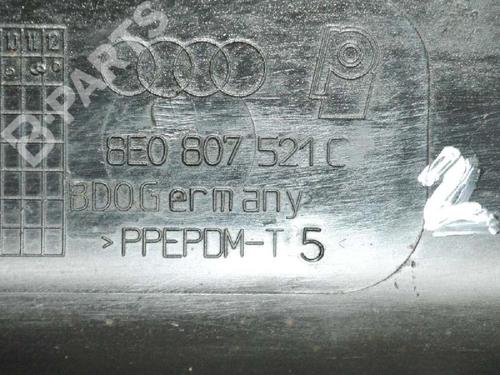 10 11 12
B-PARTS
8E0 807 521 C
BDO Germany
>PPEPDM-T 5<